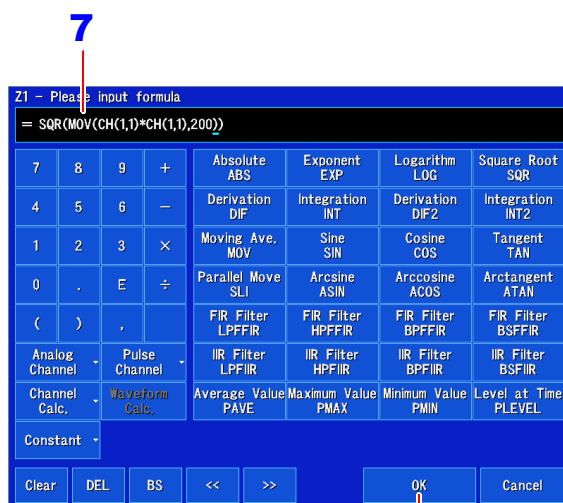 7
Z1 - Please input formula
= SQR(MOV(CH(1,1)*CH(1,1),200))
7 8 9 + Absolute ABS Exponent EXP Logarithm LOG Square Root SQR
4 5 6 - Derivation DIF Integration INT Derivation DIF2 Integration INT2
1 2 3 × Moving Ave. MOV Sine SIN Cosine COS Tangent TAN
0 . E ÷ Parallel Move SLI Arcsine ASIN Arccosine ACOS Arctangent ATAN
( ) , FIR Filter LPFFIR FIR Filter HPFFIR FIR Filter BPFFIR FIR Filter BSFFIR
Analog Channel Pulse Channel IIR Filter LPFIIR IIR Filter HPFIIR IIR Filter BPFIIR IIR Filter BSFIIR
Channel Calc. Waveform Calc. Average Value PAVE Maximum Value PMAX Minimum Value PMIN Level at Time PLEVEL
Constant
Clear DEL BS << >> OK Cancel